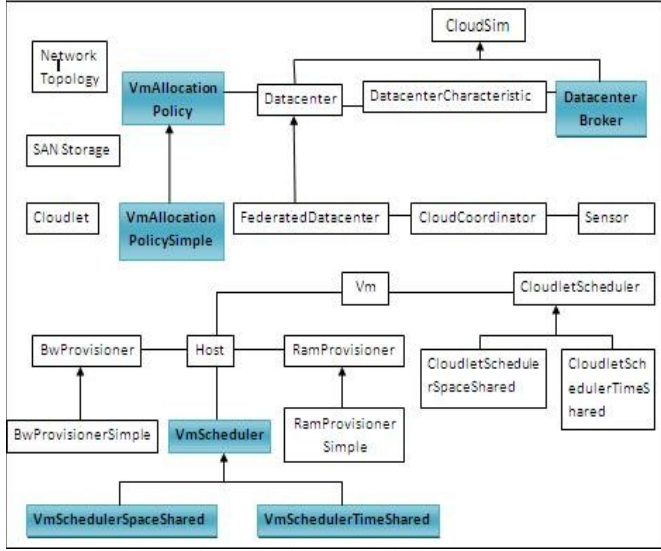 CloudSim
Network
Topology
VmAllocation
Policy
Datacenter
DatacenterCharacteristic
Datacenter
Broker
SAN Storage
Cloudlet
VmAllocation
PolicySimple
FederatedDatacenter
CloudCoordinator
Sensor
Vm
CloudletScheduler
BwProvisioner
Host
RamProvisioner
CloudletSchedule
rSpaceShared
CloudletSch
edulerTimeS
hared
BwProvisionerSimple
VmScheduler
RamProvisioner
Simple
VmSchedulerSpaceShared
VmSchedulerTimeShared